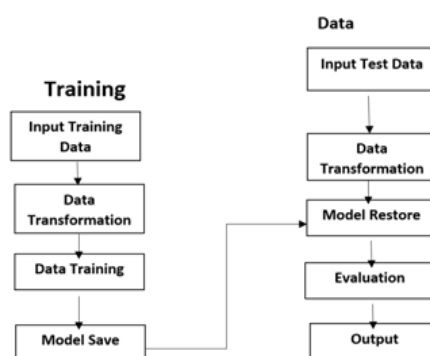 Training
Input Training
Data
Data
Transformation
Data Training
Model Save
Data
Input Test Data
Data
Transformation
Model Restore
Evaluation
Output